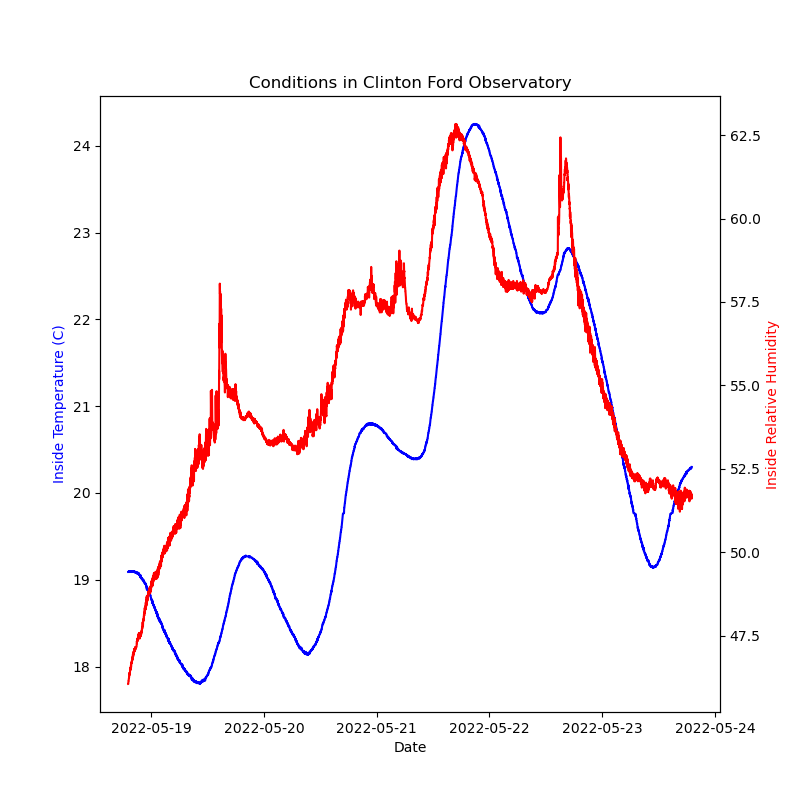 Conditions in Clinton Ford Observatory
Inside Temperature (C)
24
23
22
21
20
19
18
62.5
60.0
57.5
55.0
52.5
50.0
47.5
Inside Relative Humidity
2022-05-19 2022-05-20 2022-05-21 2022-05-22 2022-05-23 2022-05-24
Date